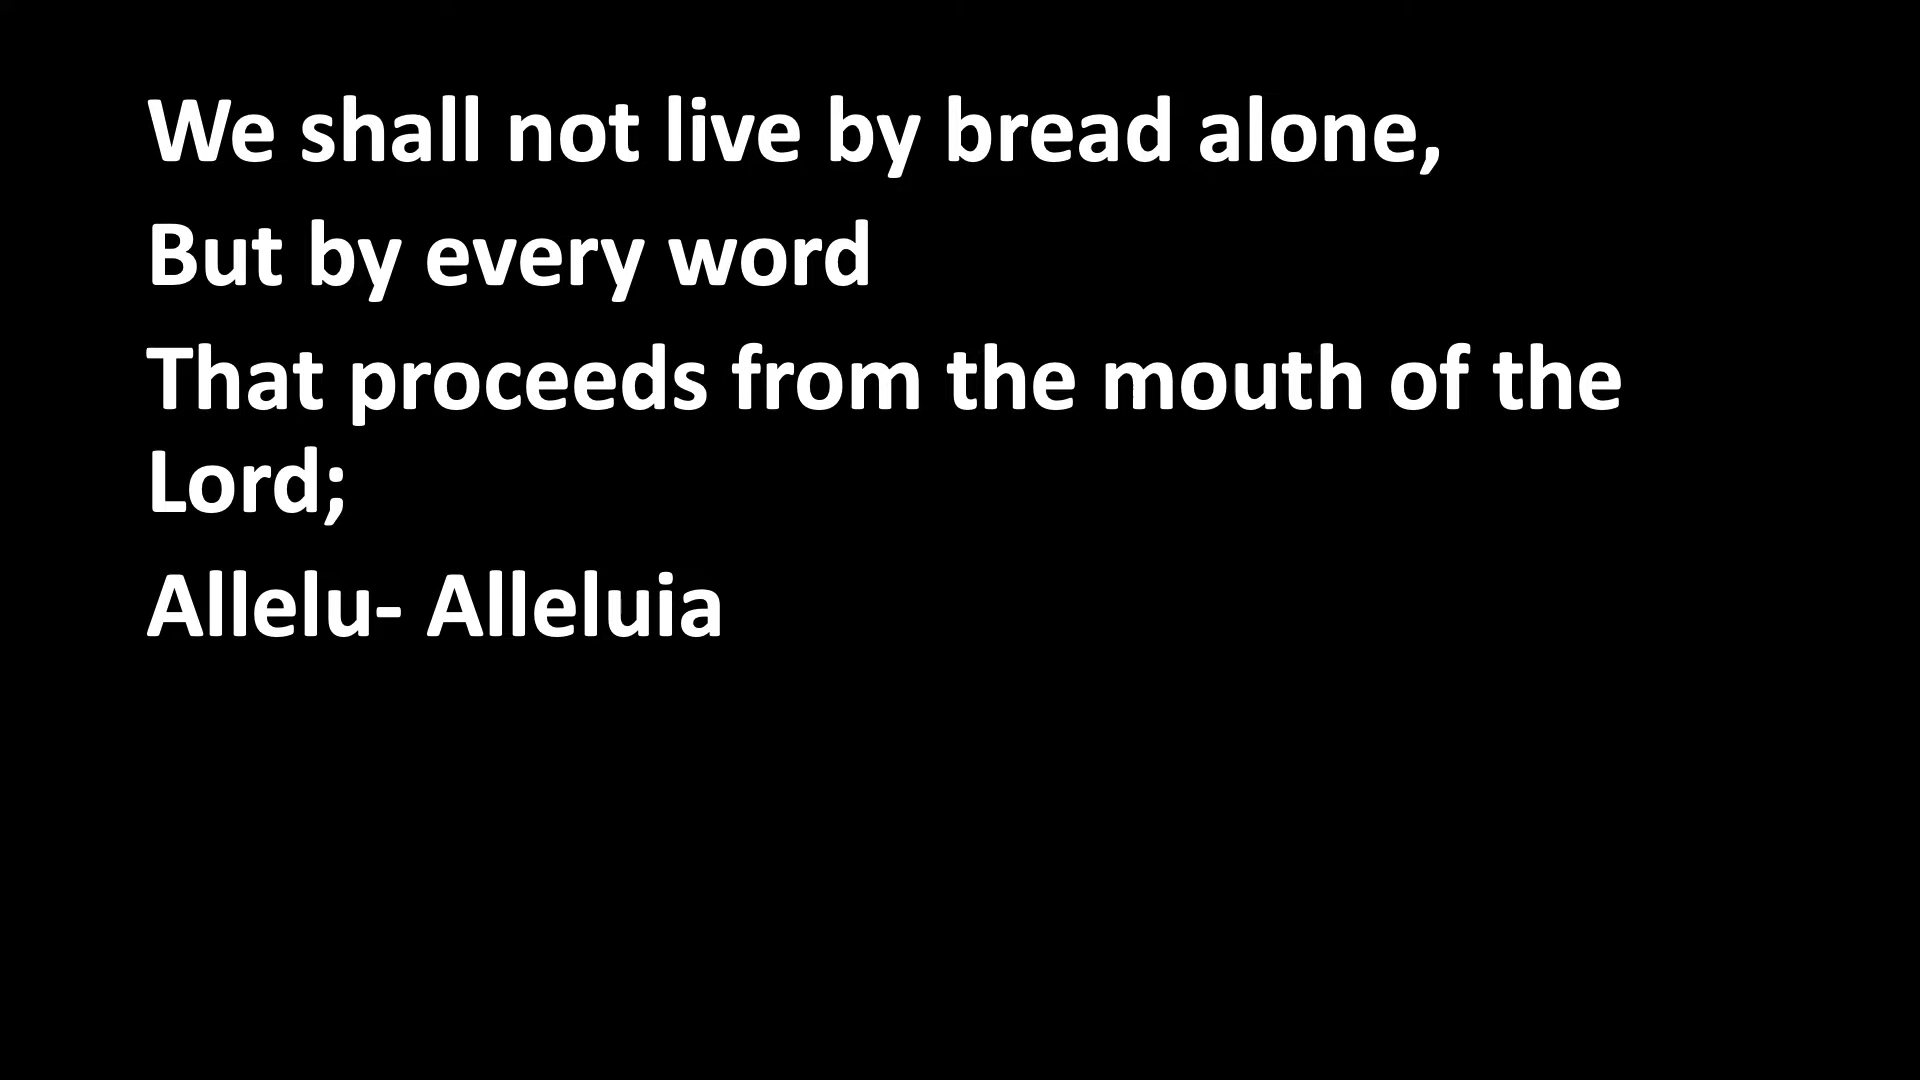 We shall not live by bread alone,
But by every word
That proceeds from the mouth of the
Lord;
Allelu- Alleluia